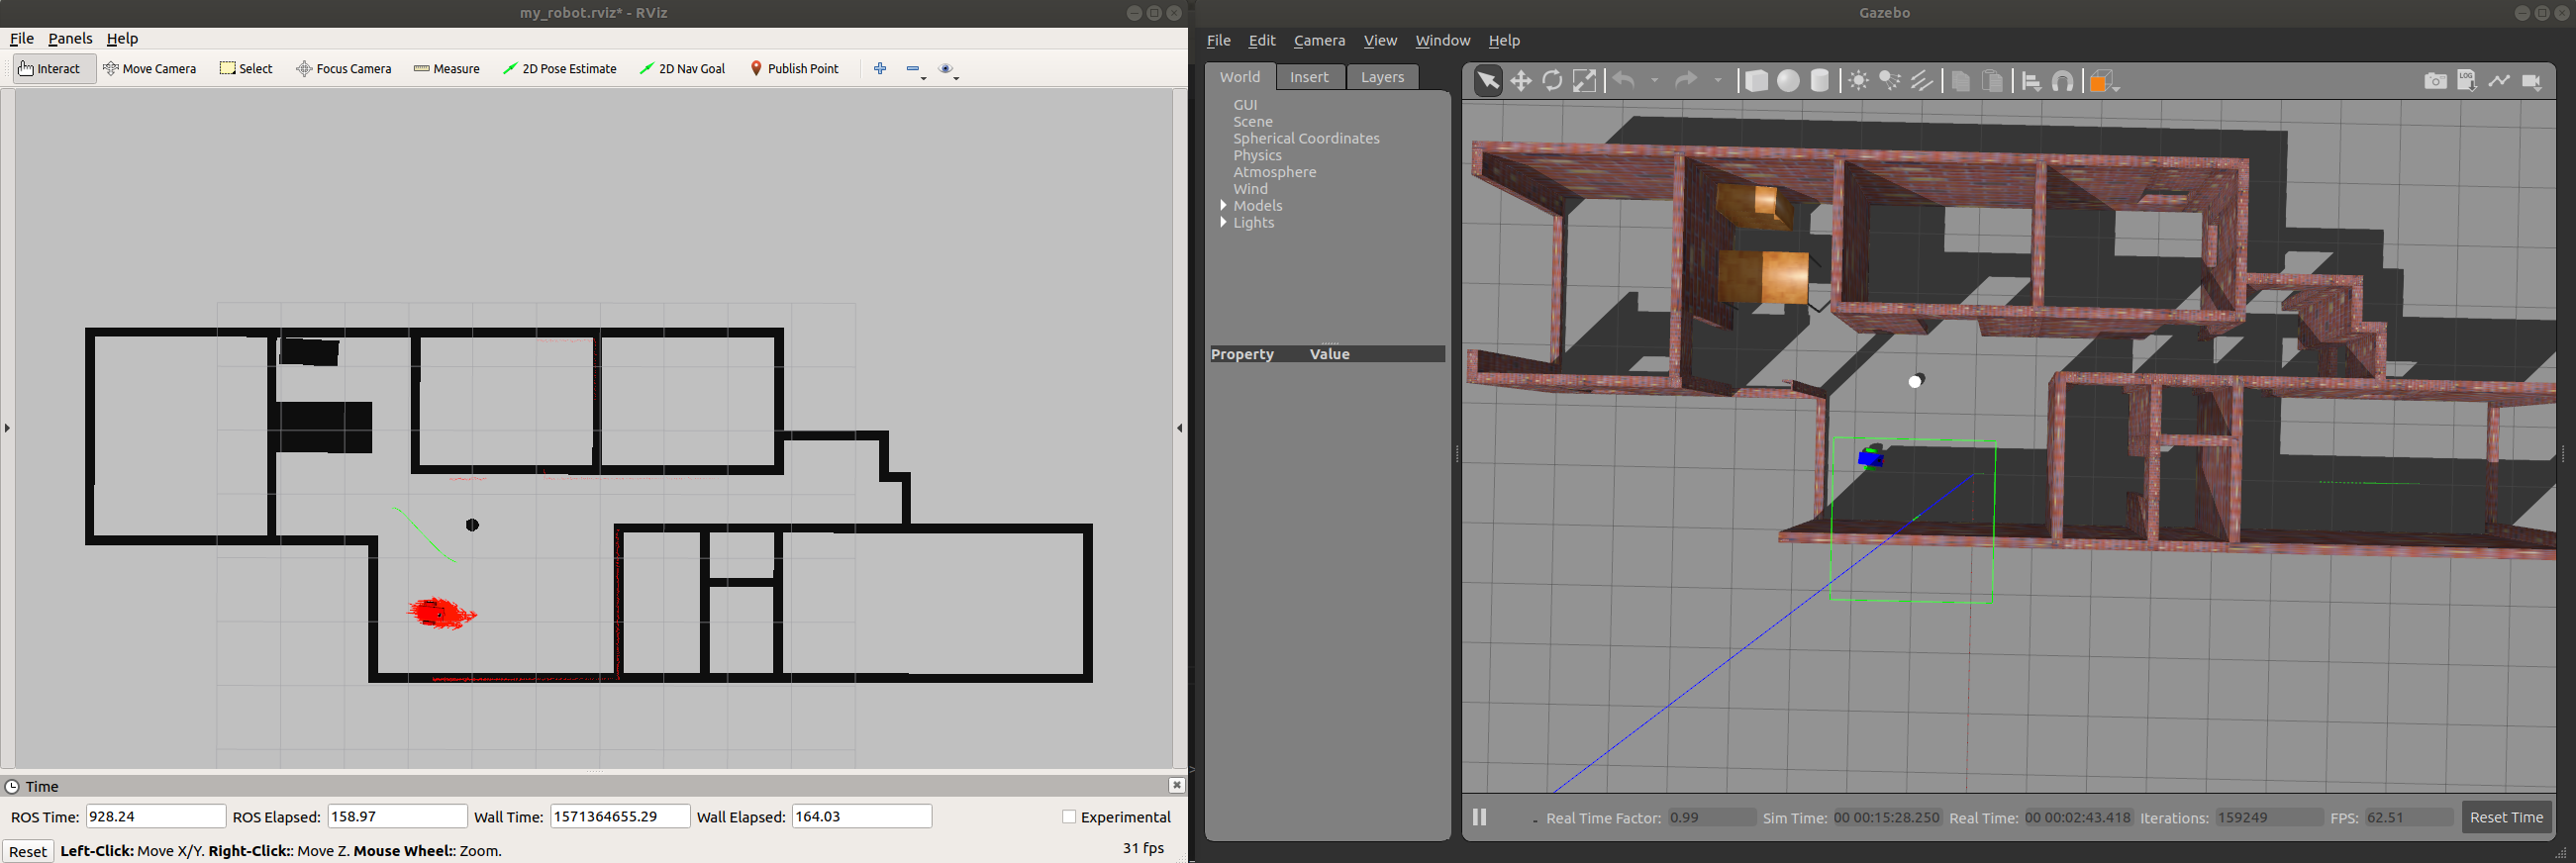 my_robot.rviz* - RViz
File Panels Help
Interact Move Camera Select Focus Camera Measure 2D Pose Estimate 2D Nav Goal Publish Point
Time
ROS Time: 928.24 ROS Elapsed: 158.97 Wall Time: 1571364655.29 Wall Elapsed: 164.03 Experimental
Reset Left-Click: Move X/Y. Right-Click:: Move Z. Mouse Wheel:: Zoom. 31 fps
Gazebo
File Edit Camera View Window Help
World Insert Layers
GUI
Scene
Spherical Coordinates
Physics
Atmosphere
Wind
Models
Lights
Property Value
LOG
Real Time Factor: 0.99 Sim Time: 00 00:15:28.250 Real Time: 00 00:02:43.418 Iterations: 159249 FPS: 62.51 Reset Time